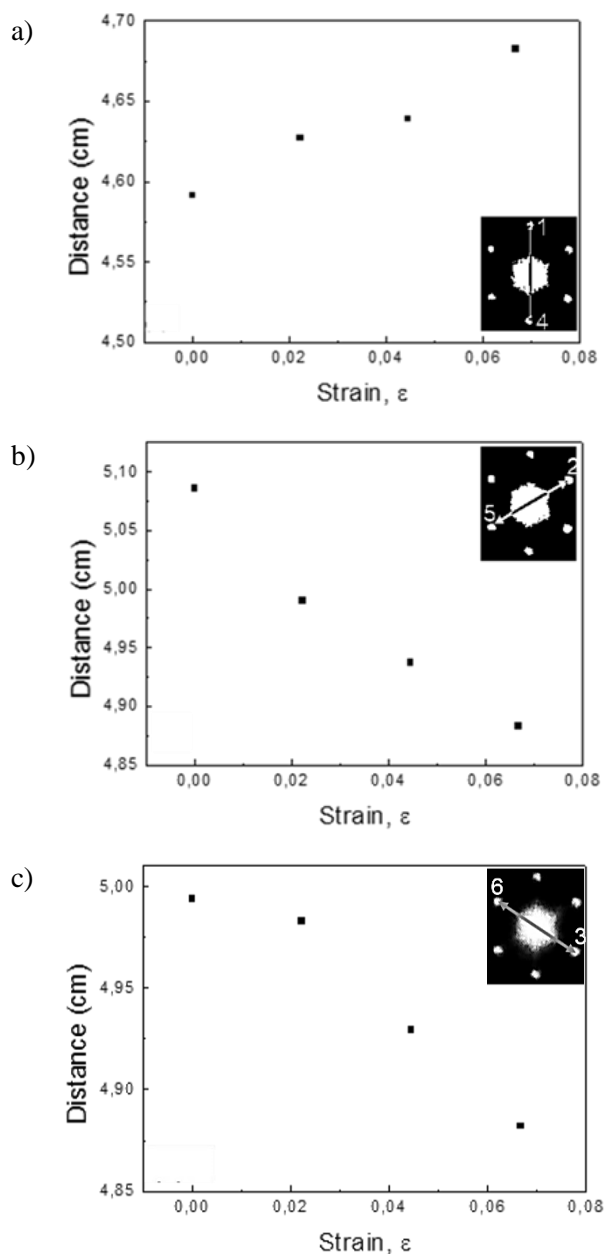 a)
4,70
4,65
4,60
4,55
4,50
Distance (cm)
1
4
0,00 0,02 0,04 0,06 0,08
Strain, ε
b)
5,10
5,05
5,00
4,95
4,90
4,85
Distance (cm)
2
5
0,00 0,02 0,04 0,06 0,08
Strain, ε
c)
5,00
4,95
4,90
4,85
Distance (cm)
6
3
0,00 0,02 0,04 0,06 0,08
Strain, ε